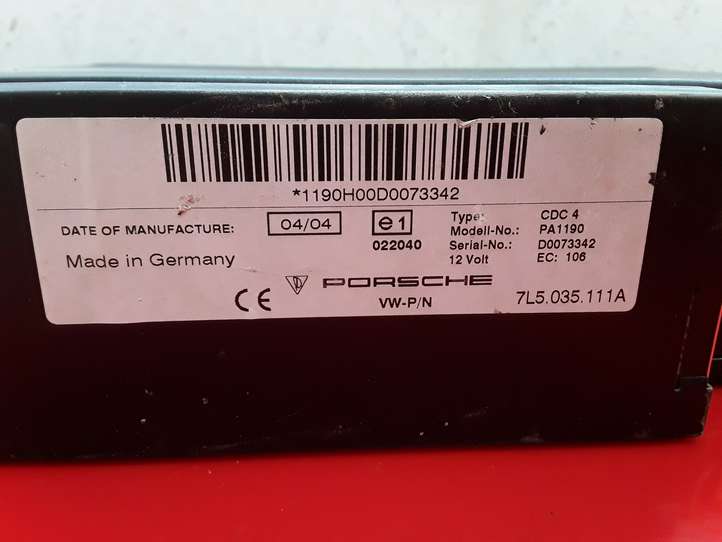 *1190H00D0073342
DATE OF MANUFACTURE: 04/04 e1 022040
Made in Germany
Type: CDC 4
Modell-No.: PA1190
Serial-No.: D0073342
12 Volt EC: 106
CE PORSCHE
VW-P/N 7L5.035.111A